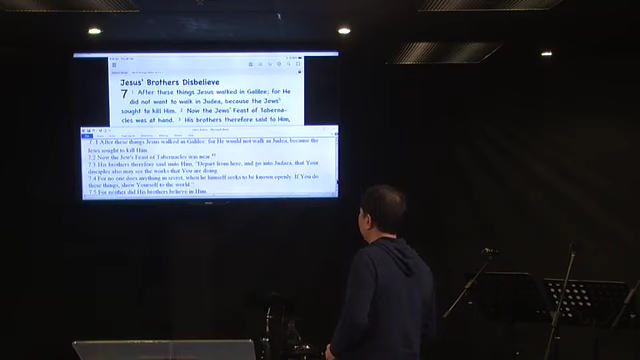 Jesus' Brothers Disbelieve
7 1 After these things Jesus walked in Galilee; for He
did not want to walk in Judea, because the Jews
sought to kill Him. 2 Now the Jews' Feast of Taberna-
cles was at hand. 3 His brothers therefore said to Him,
7.1 After these things Jesus walked in Galilee: for He would not walk in Judaea, because the
Jews sought to kill Him.
7.2 Now the Jew's Feast of Tabernacles was near.
7.3 His brothers therefore said unto Him, "Depart from here, and go into Judaea, that Your
disciples also may see the works that You are doing.
7.4 For no one does anything in secret, when he himself seeks to be known openly. If You do
these things, shew Yourself to the world."
7.5 For neither did His brothers believe in Him.